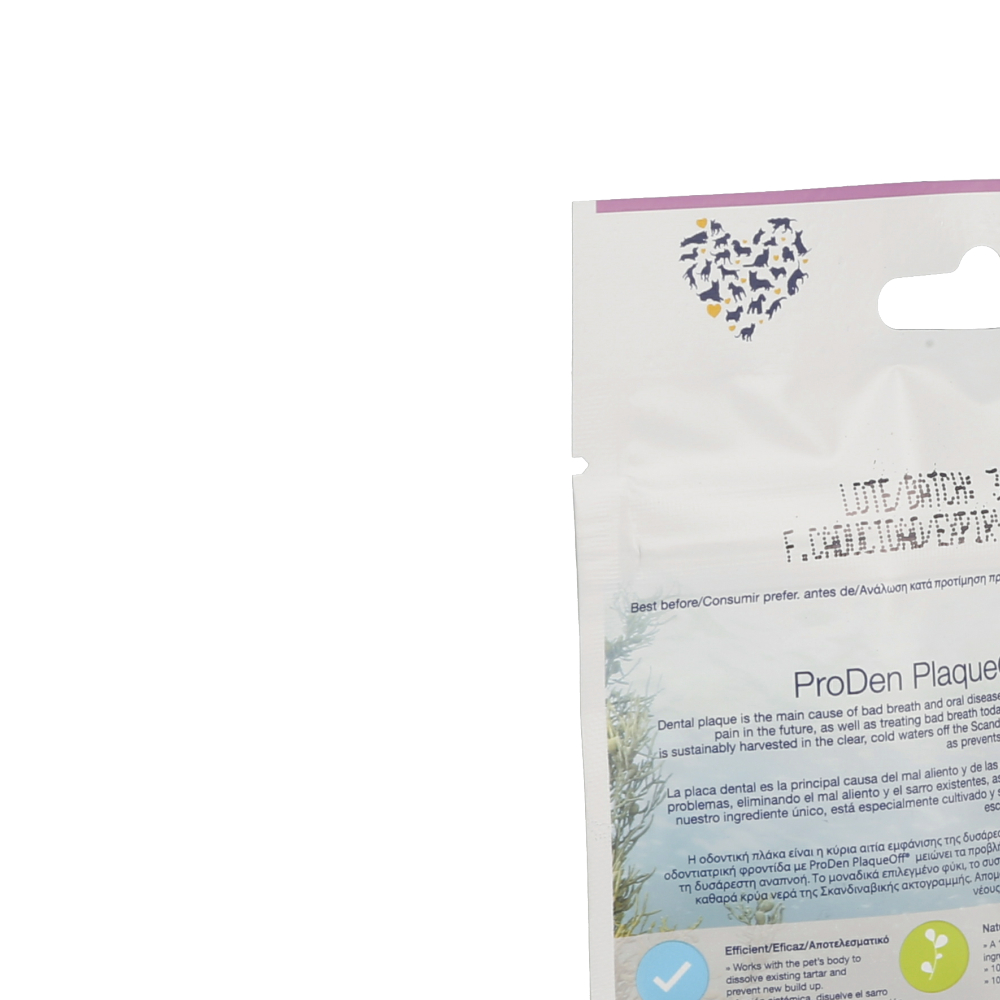 LOTE/BATCH:
F.CADUCIDAD/EXPIR
Best before/Consumir prefer. antes de/Ανάλωση κατά προτίμηση
ProDen Plaque
Dental plaque is the main cause of bad breath and oral disease
pain in the future, as well as treating bad breath
is sustainably harvested in the clear, cold waters off the
as prevents
La placa dental es la principal causa del mal aliento y de las
problemas, eliminando el mal aliento y el sarro existentes,
nuestro ingrediente único, está especialmente cultivado y
Η οδοντική πλάκα είναι η κύρια αιτία εμφάνισης της
οδοντιατρική φροντίδα με ProDen PlaqueOff® μειώνει τα
τη δυσάρεστη αναπνοή. Το μοναδικά επιλεγμένο φύκι, το
καθαρά κρύα νερά της Σκανδιναβικής ακτογραμμής.
Efficient/Eficaz/Αποτελεσματικό
» Works with the pet's body to
dissolve existing tartar and
prevent new build up.
sistémica, disuelve el sarro
» A
» 10
» 10